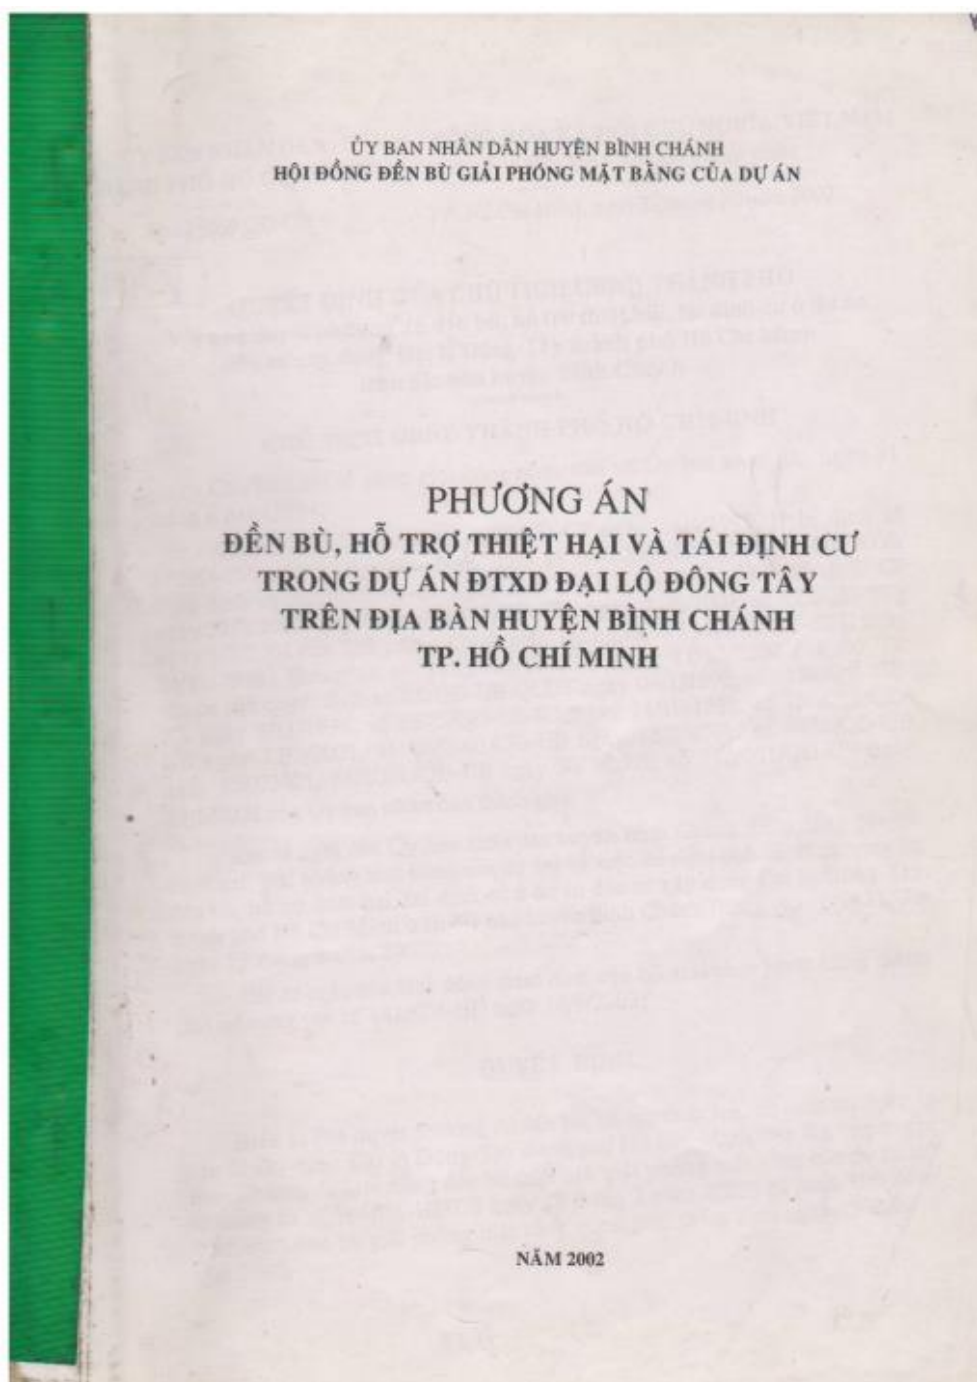 ỦY BAN NHÂN DÂN HUYỆN BÌNH CHÁNH
HỘI ĐỒNG ĐỀN BÙ GIẢI PHÓNG MẶT BẰNG CỦA DỰ ÁN
PHƯƠNG ÁN
ĐỀN BÙ, HỖ TRỢ THIỆT HẠI VÀ TÁI ĐỊNH CƯ
TRONG DỰ ÁN ĐTXD ĐẠI LỘ ĐÔNG TÂY
TRÊN ĐỊA BÀN HUYỆN BÌNH CHÁNH
TP. HỒ CHÍ MINH
NĂM 2002